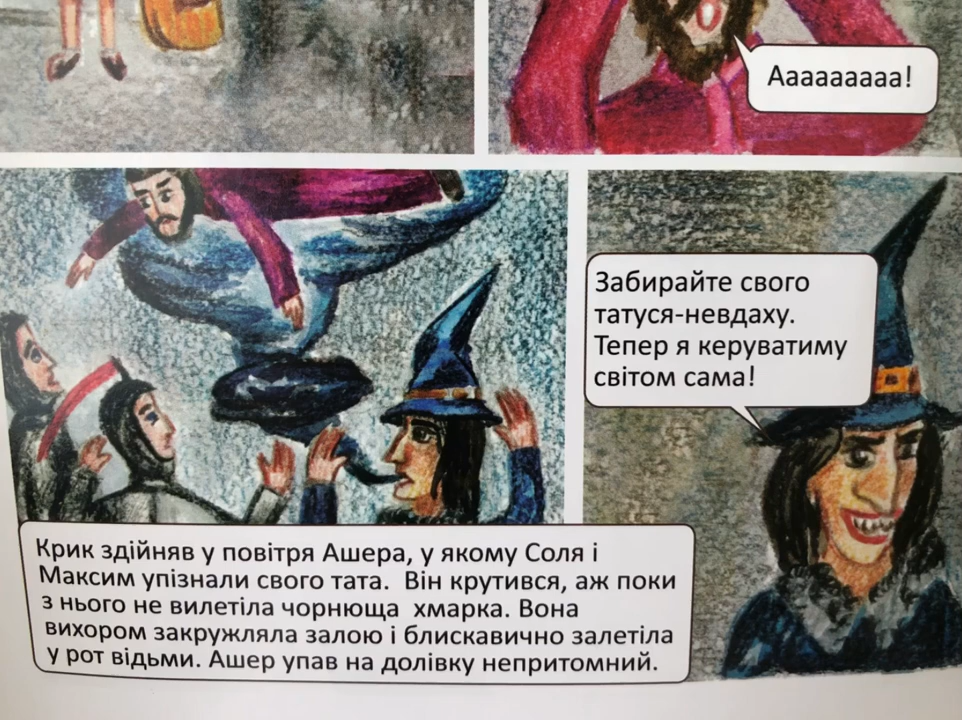 Ааааааааа!
Забирайте свого
татуся-невдаху.
Тепер я керуватиму
світом сама!
Крик здійняв у повітря Ашера, у якому Соля і
Максим упізнали свого тата. Він крутився, аж поки
з нього не вилетіла чорнюща хмарка. Вона
вихором закружляла залою і блискавично залетіла
у рот відьми. Ашер упав на долівку непритомний.